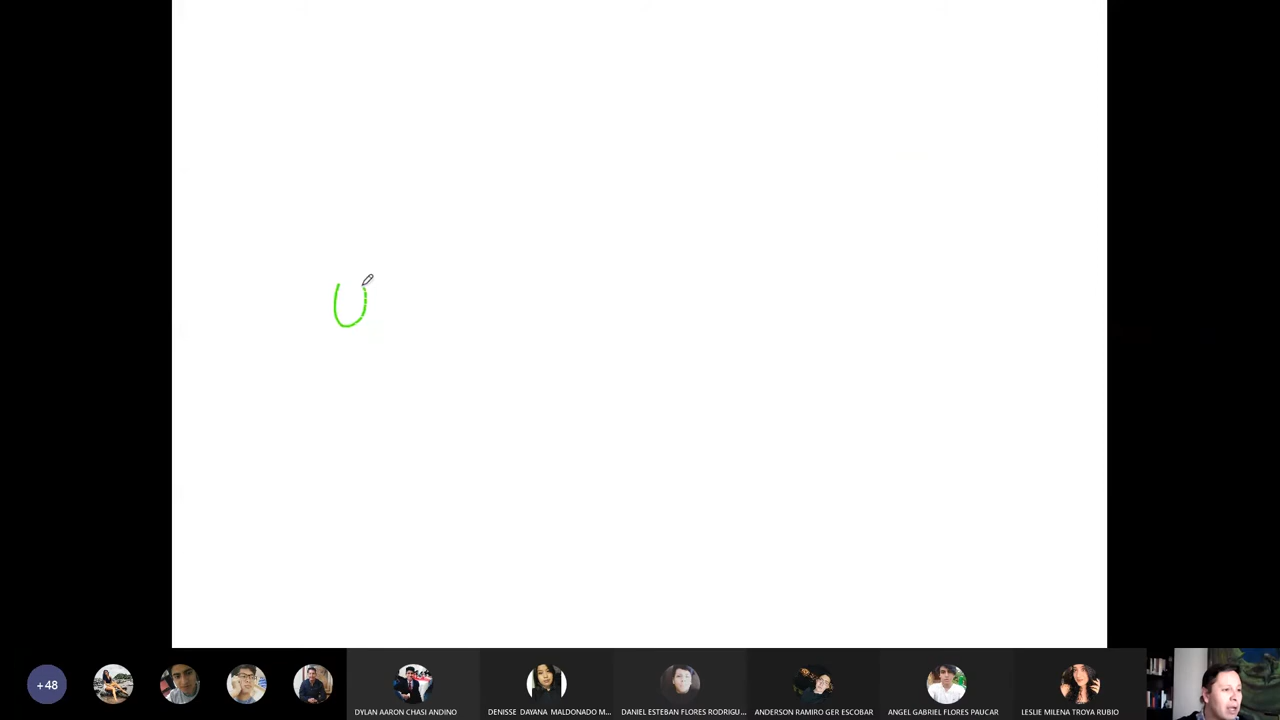 U
+48
DYLAN AARON CHASI ANDINO
DENISSE DAYANA MALDONADO M...
DANIEL ESTEBAN FLORES RODRIGU...
ANDERSON RAMIRO GER ESCOBAR
ANGEL GABRIEL FLORES PAUCAR
LESLIE MILENA TROYA RUBIO